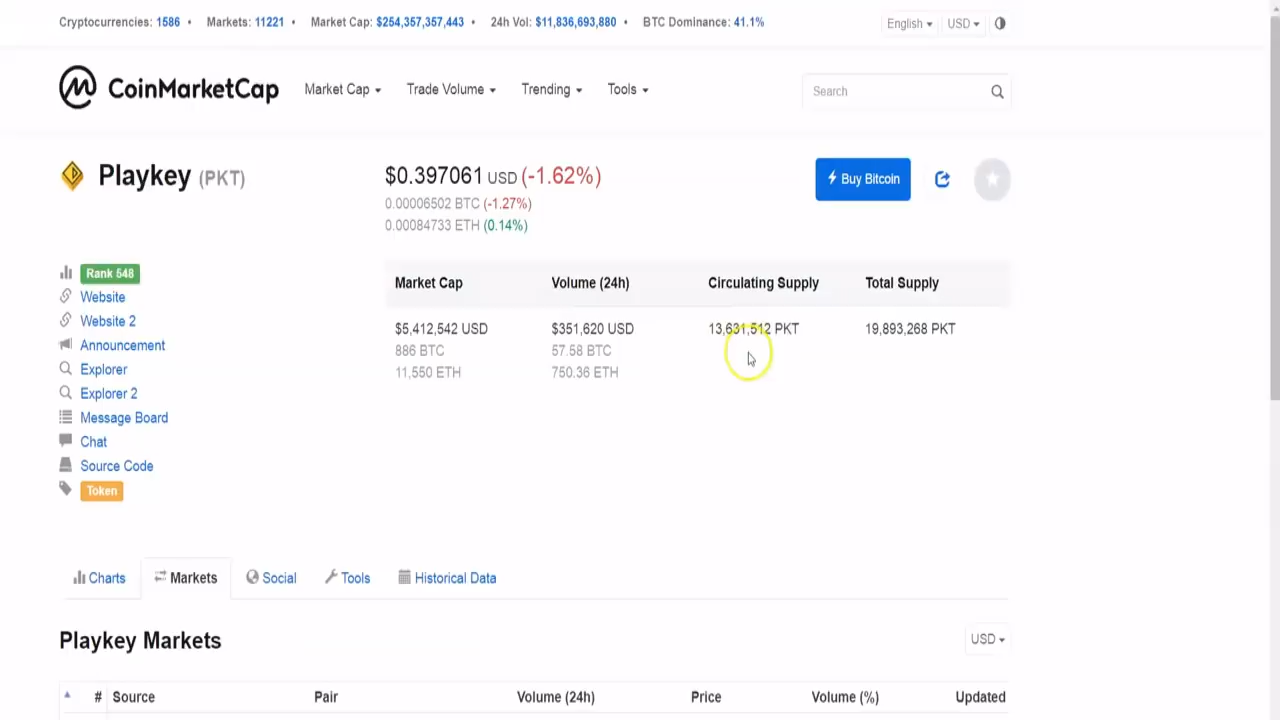 Cryptocurrencies: 1586 • Markets: 11221 • Market Cap: $254,357,357,443 • 24h Vol: $11,836,693,880 • BTC Dominance: 41.1% English USD
CoinMarketCap Market Cap Trade Volume Trending Tools Search
Playkey (PKT) $0.397061 USD (-1.62%) Buy Bitcoin
0.00006502 BTC (-1.27%)
0.00084733 ETH (0.14%)
Rank 548
Website
Website 2
Announcement
Explorer
Explorer 2
Message Board
Chat
Source Code
Token
Market Cap Volume (24h) Circulating Supply Total Supply
$5,412,542 USD $351,620 USD 13,631,512 PKT 19,893,268 PKT
886 BTC 57.58 BTC
11,550 ETH 750.36 ETH
Charts Markets Social Tools Historical Data
Playkey Markets USD
# Source Pair Volume (24h) Price Volume (%) Updated